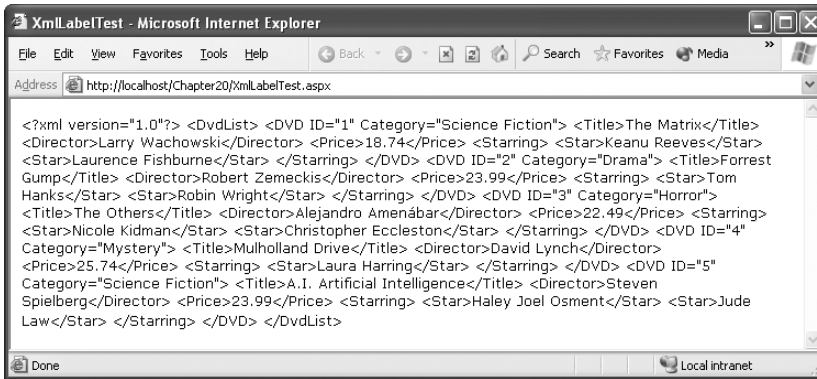 XmlLabelTest - Microsoft Internet Explorer
File Edit View Favorites Tools Help Back Search Favorites Media »
Address http://localhost/Chapter20/XmlLabelTest.aspx
<?xml version="1.0"?> <DvdList> <DVD ID="1" Category="Science Fiction"> <Title>The Matrix</Title>
<Director>Larry Wachowski</Director> <Price>18.74</Price> <Starring> <Star>Keanu Reeves</Star>
<Star>Laurence Fishburne</Star> </Starring> </DVD> <DVD ID="2" Category="Drama"> <Title>Forrest
Gump</Title> <Director>Robert Zemeckis</Director> <Price>23.99</Price> <Starring> <Star>Tom
Hanks</Star> <Star>Robin Wright</Star> </Starring> </DVD> <DVD ID="3" Category="Horror">
<Title>The Others</Title> <Director>Alejandro Amenábar</Director> <Price>22.49</Price> <Starring>
<Star>Nicole Kidman</Star> <Star>Christopher Eccleston</Star> </Starring> </DVD> <DVD ID="4"
Category="Mystery"> <Title>Mulholland Drive</Title> <Director>David Lynch</Director>
<Price>25.74</Price> <Starring> <Star>Laura Harring</Star> </Starring> </DVD> <DVD ID="5"
Category="Science Fiction"> <Title>A.I. Artificial Intelligence</Title> <Director>Steven
Spielberg</Director> <Price>23.99</Price> <Starring> <Star>Haley Joel Osment</Star> <Star>Jude
Law</Star> </Starring> </DVD> </DvdList>
Done Local intranet